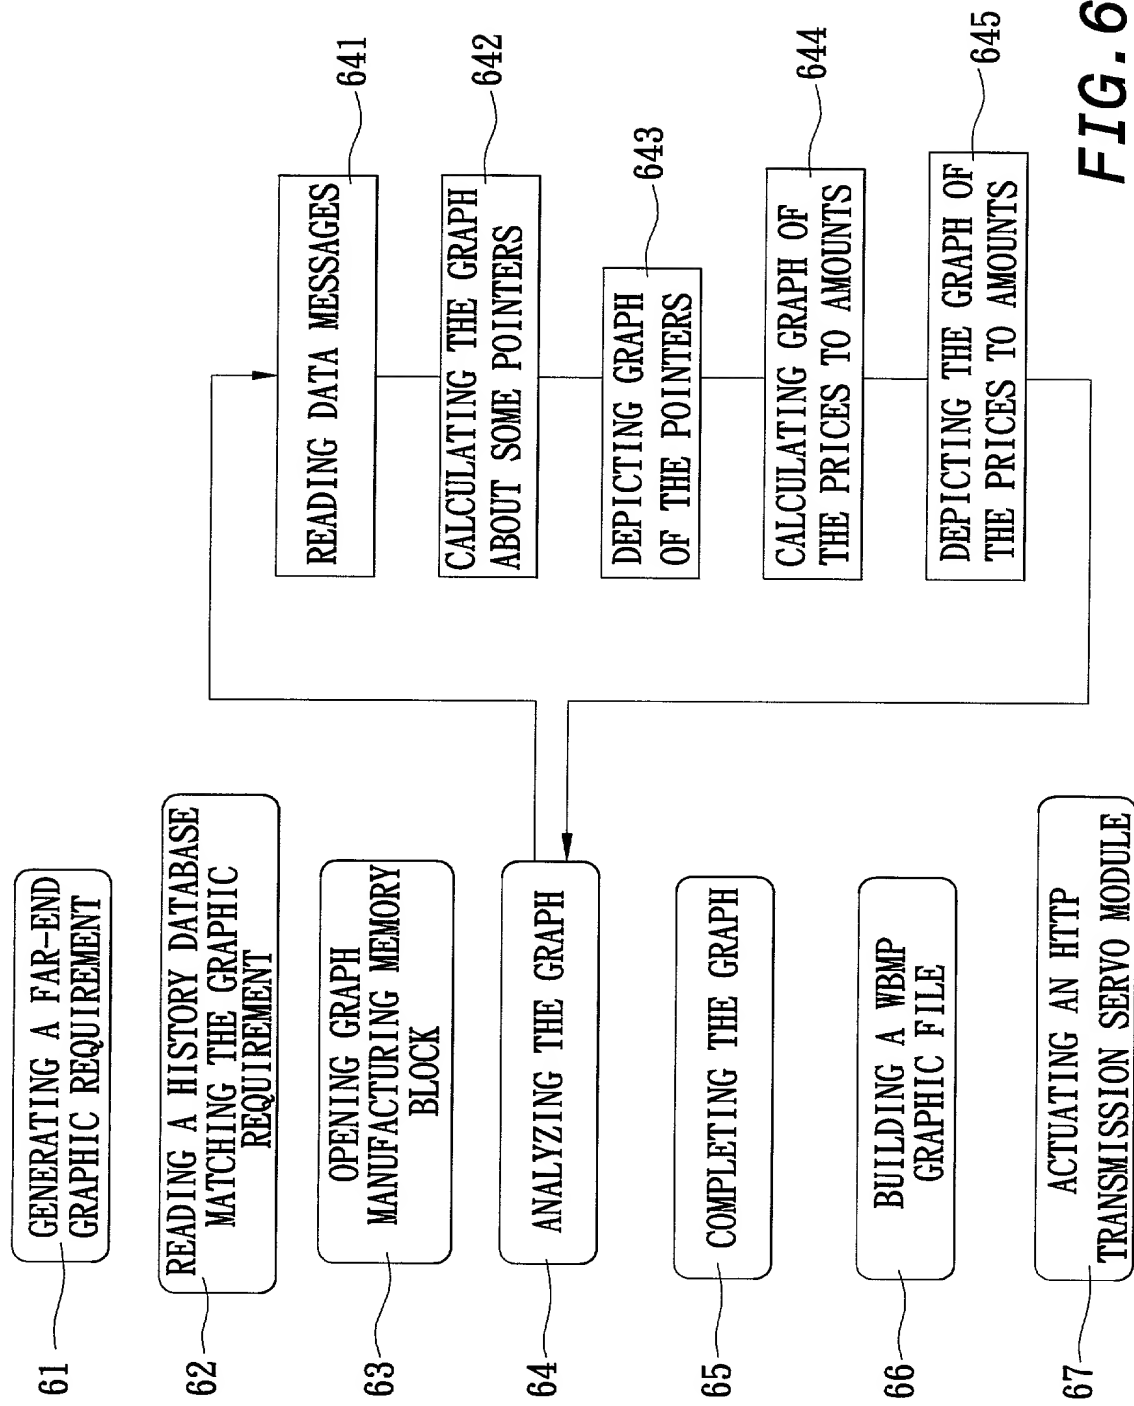 61
GENERATING A FAR-END
GRAPHIC REQUIREMENT
62
READING A HISTORY DATABASE
MATCHING THE GRAPHIC
REQUIREMENT
63
OPENING GRAPH
MANUFACTURING MEMORY
BLOCK
64
ANALYZING THE GRAPH
65
COMPLETING THE GRAPH
66
BUILDING A WBMP
GRAPHIC FILE
67
ACTUATING AN HTTP
TRANSMISSION SERVO MODULE
READING DATA MESSAGES
641
CALCULATING THE GRAPH
ABOUT SOME POINTERS
642
DEPICTING GRAPH
OF THE POINTERS
643
CALCULATING GRAPH OF
THE PRICES TO AMOUNTS
644
DEPICTING THE GRAPH OF
THE PRICES TO AMOUNTS
645
FIG.6